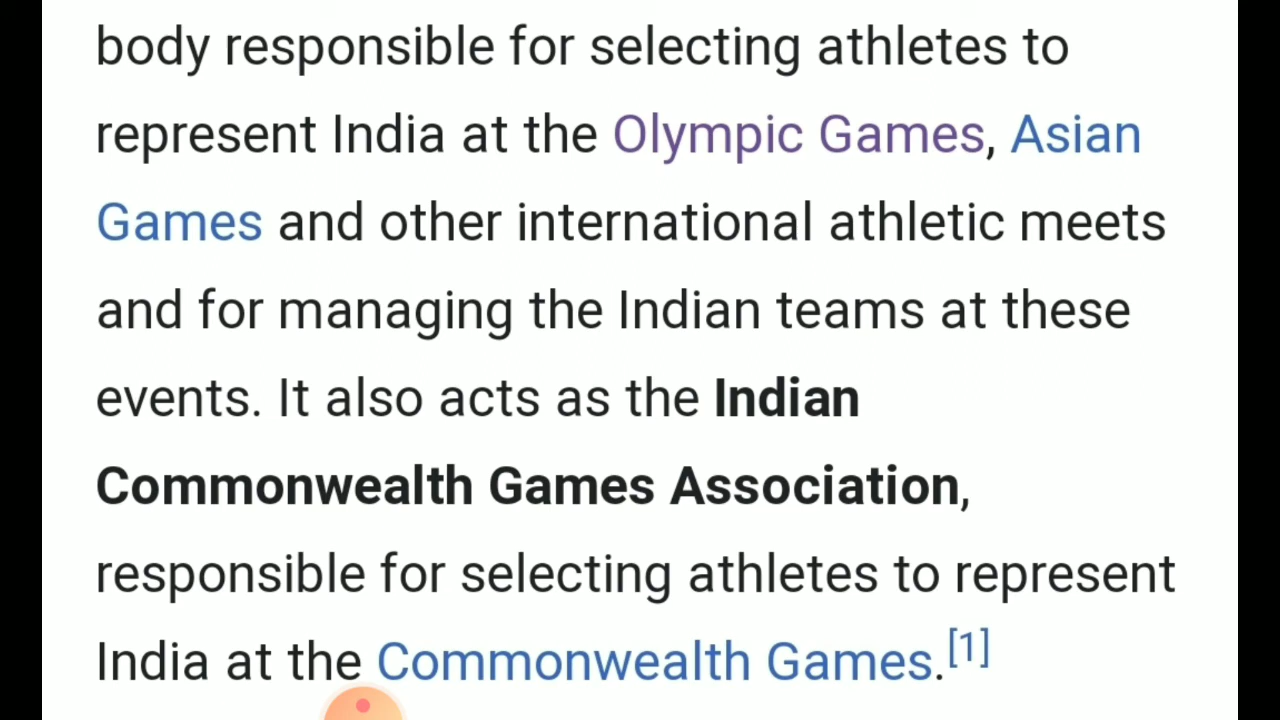 body responsible for selecting athletes to
represent India at the Olympic Games, Asian
Games and other international athletic meets
and for managing the Indian teams at these
events. It also acts as the Indian
Commonwealth Games Association,
responsible for selecting athletes to represent
India at the Commonwealth Games.[1]